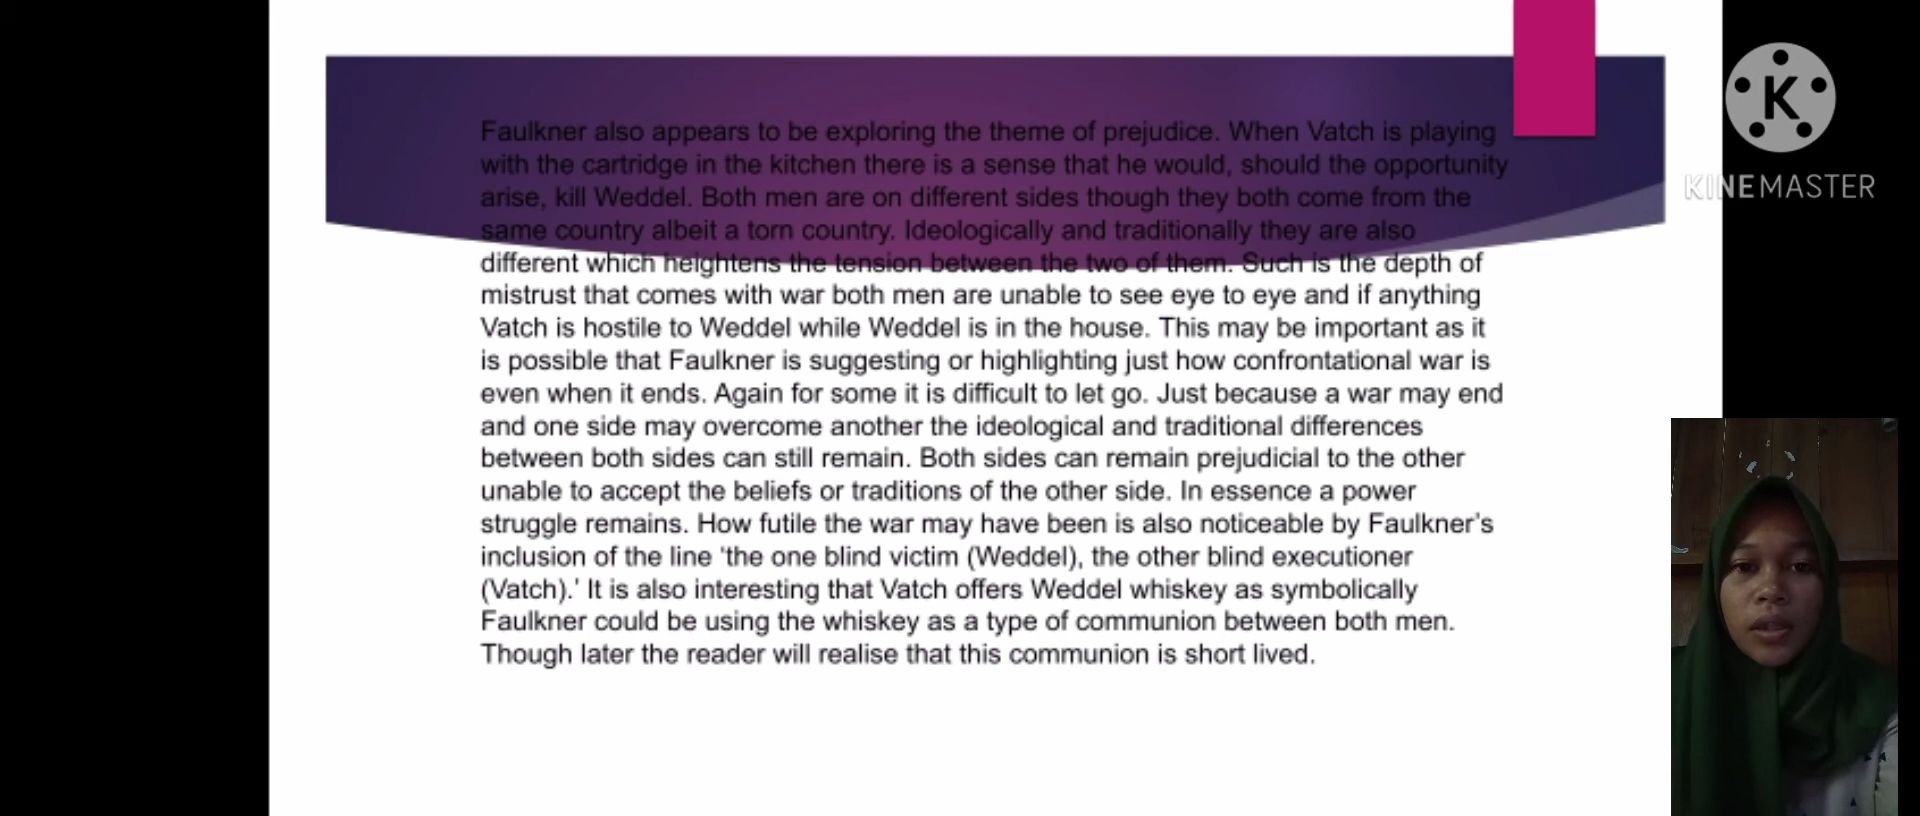 Faulkner also appears to be exploring the theme of prejudice. When Vatch is playing
with the cartridge in the kitchen there is a sense that he would, should the opportunity
arise, kill Weddel. Both men are on different sides though they both come from the
same country albeit a torn country. Ideologically and traditionally they are also
different which heightens the tension between the two of them. Such is the depth of
mistrust that comes with war both men are unable to see eye to eye and if anything
Vatch is hostile to Weddel while Weddel is in the house. This may be important as it
is possible that Faulkner is suggesting or highlighting just how confrontational war is
even when it ends. Again for some it is difficult to let go. Just because a war may end
and one side may overcome another the ideological and traditional differences
between both sides can still remain. Both sides can remain prejudicial to the other
unable to accept the beliefs or traditions of the other side. In essence a power
struggle remains. How futile the war may have been is also noticeable by Faulkner's
inclusion of the line 'the one blind victim (Weddel), the other blind executioner
(Vatch).' It is also interesting that Vatch offers Weddel whiskey as symbolically
Faulkner could be using the whiskey as a type of communion between both men.
Though later the reader will realise that this communion is short lived.
K
KINEMASTER